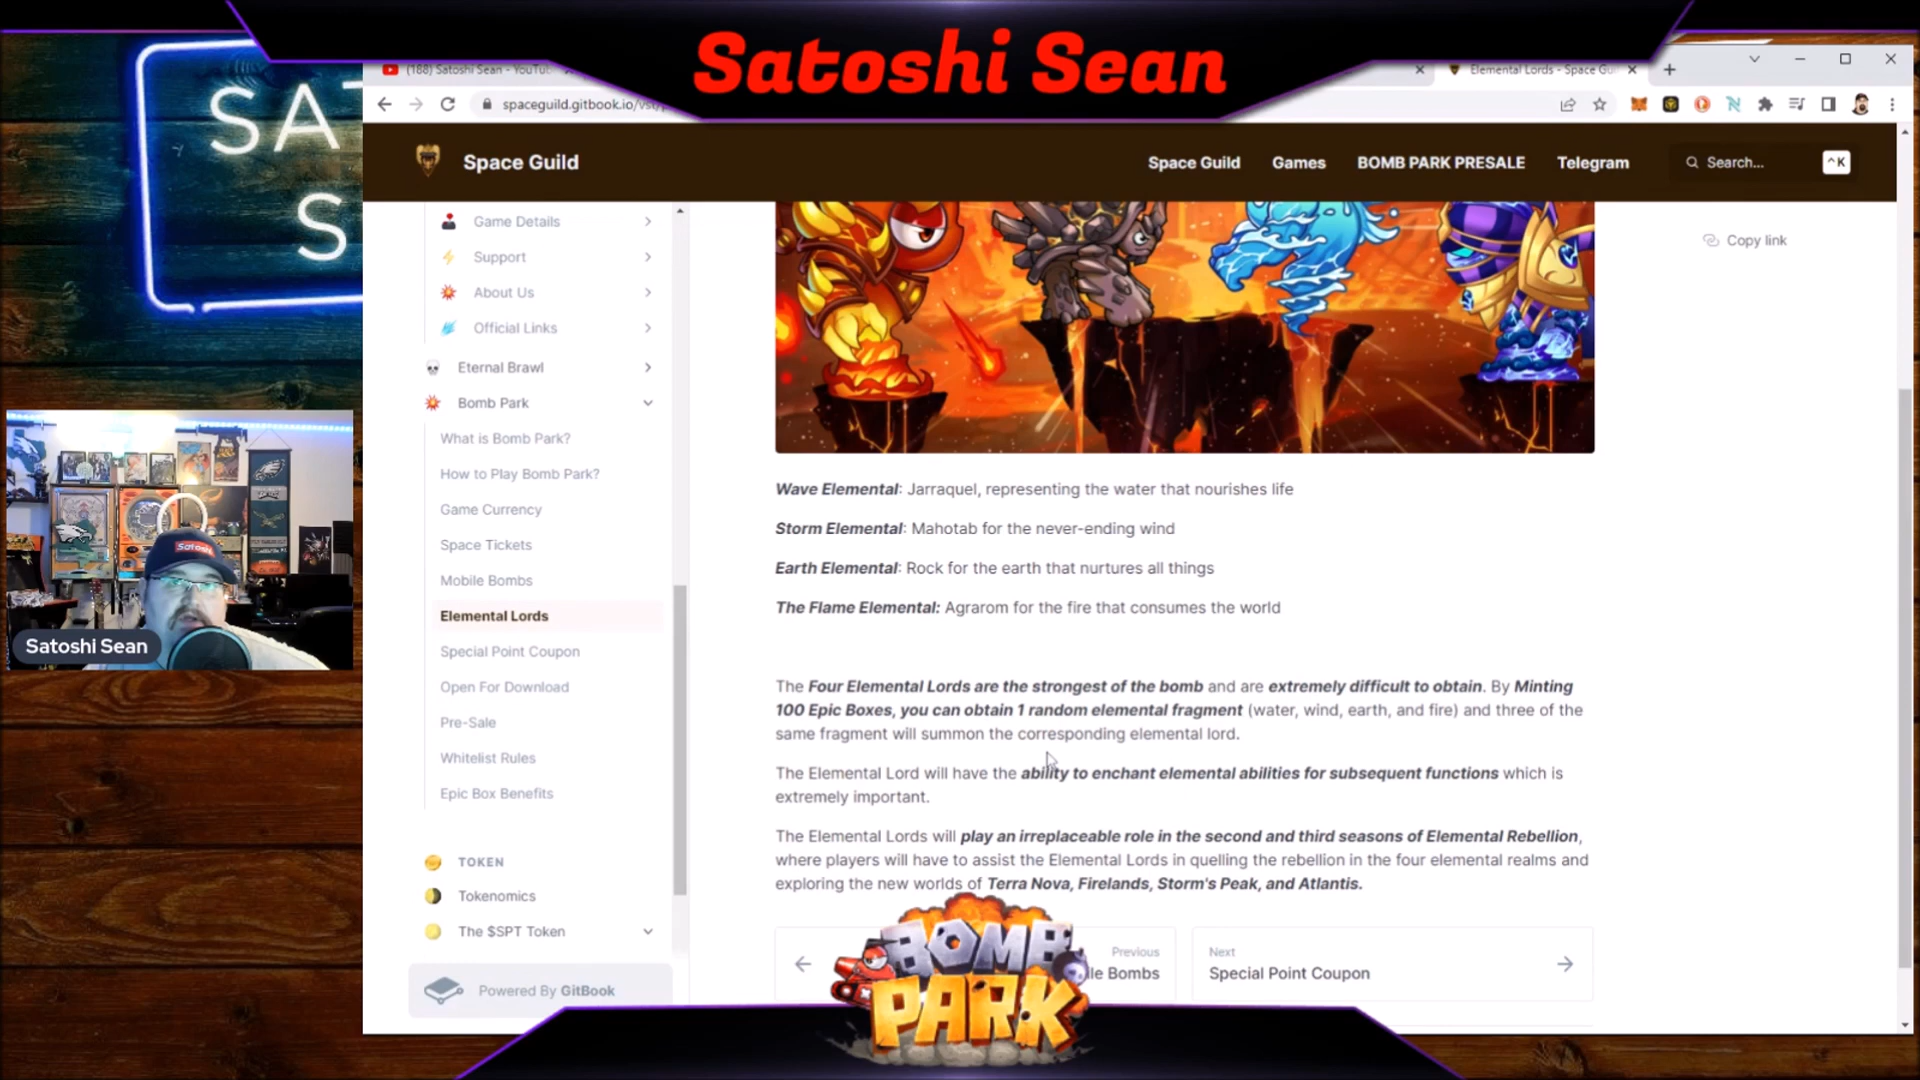 Satoshi Sean
(188) Satoshi Sean - YouTu
Elemental Lords - Space Gu
spaceguild.gitbook.io/
SAT
S
Space Guild
Space Guild
Games
BOMB PARK PRESALE
Telegram
Search...
^K
Game Details
Support
About Us
Official Links
Eternal Brawl
Bomb Park
What is Bomb Park?
How to Play Bomb Park?
Game Currency
Space Tickets
Mobile Bombs
Elemental Lords
Special Point Coupon
Open For Download
Pre-Sale
Whitelist Rules
Epic Box Benefits
TOKEN
Tokenomics
The $SPT Token
Powered By GitBook
Copy link
Wave Elemental: Jarraquel, representing the water that nourishes life
Storm Elemental: Mahotab for the never-ending wind
Earth Elemental: Rock for the earth that nurtures all things
The Flame Elemental: Agrarom for the fire that consumes the world
The Four Elemental Lords are the strongest of the bomb and are extremely difficult to obtain. By Minting
100 Epic Boxes, you can obtain 1 random elemental fragment (water, wind, earth, and fire) and three of the
same fragment will summon the corresponding elemental lord.
The Elemental Lord will have the ability to enchant elemental abilities for subsequent functions which is
extremely important.
The Elemental Lords will play an irreplaceable role in the second and third seasons of Elemental Rebellion,
where players will have to assist the Elemental Lords in quelling the rebellion in the four elemental realms and
exploring the new worlds of Terra Nova, Firelands, Storm's Peak, and Atlantis.
Previous
le Bombs
Next
Special Point Coupon
BOMB
PARK
Satoshi
Satoshi Sean